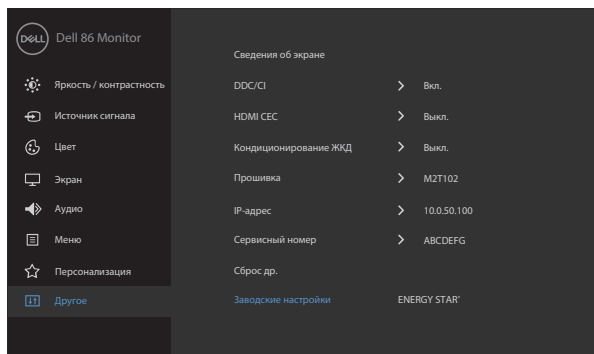 DELL Dell 86 Monitor
Сведения об экране
Яркость / контрастность DDC/CI Вкл.
Источник сигнала HDMI CEC Выкл.
Цвет Кондиционирование ЖКД Выкл.
Экран Прошивка M2T102
Аудио IP-адрес 10.0.50.100
Меню Сервисный номер ABCDEFG
Персонализация Сброс др.
Другое Заводские настройки ENERGY STAR®